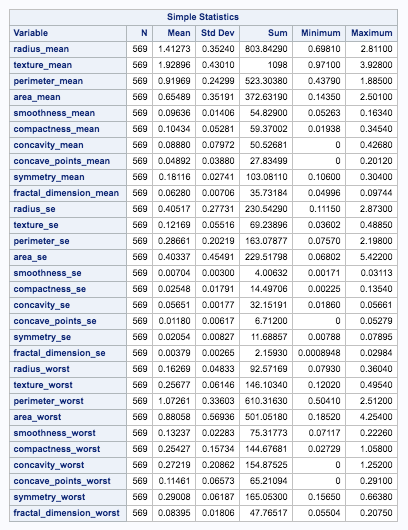 Simple Statistics
Variable N Mean Std Dev Sum Minimum Maximum
radius_mean 569 1.41273 0.35240 803.84290 0.69810 2.81100
texture_mean 569 1.92896 0.43010 1098 0.97100 3.92800
perimeter_mean 569 0.91969 0.24299 523.30380 0.43790 1.88500
area_mean 569 0.65489 0.35191 372.63190 0.14350 2.50100
smoothness_mean 569 0.09636 0.01406 54.82900 0.05263 0.16340
compactness_mean 569 0.10434 0.05281 59.37002 0.01938 0.34540
concavity_mean 569 0.08880 0.07972 50.52681 0 0.42680
concave_points_mean 569 0.04892 0.03880 27.83499 0 0.20120
symmetry_mean 569 0.18116 0.02741 103.08110 0.10600 0.30400
fractal_dimension_mean 569 0.06280 0.00706 35.73184 0.04996 0.09744
radius_se 569 0.40517 0.27731 230.54290 0.11150 2.87300
texture_se 569 0.12169 0.05516 69.23896 0.03602 0.48850
perimeter_se 569 0.28661 0.20219 163.07877 0.07570 2.19800
area_se 569 0.40337 0.45491 229.51798 0.06802 5.42200
smoothness_se 569 0.00704 0.00300 4.00632 0.00171 0.03113
compactness_se 569 0.02548 0.01791 14.49706 0.00225 0.13540
concavity_se 569 0.05651 0.00177 32.15191 0.01860 0.05661
concave_points_se 569 0.01180 0.00617 6.71200 0 0.05279
symmetry_se 569 0.02054 0.00827 11.68857 0.00788 0.07895
fractal_dimension_se 569 0.00379 0.00265 2.15930 0.0008948 0.02984
radius_worst 569 0.16269 0.04833 92.57169 0.07930 0.36040
texture_worst 569 0.25677 0.06146 146.10340 0.12020 0.49540
perimeter_worst 569 1.07261 0.33603 610.31630 0.50410 2.51200
area_worst 569 0.88058 0.56936 501.05180 0.18520 4.25400
smoothness_worst 569 0.13237 0.02283 75.31773 0.07117 0.22260
compactness_worst 569 0.25427 0.15734 144.67681 0.02729 1.05800
concavity_worst 569 0.27219 0.20862 154.87525 0 1.25200
concave_points_worst 569 0.11461 0.06573 65.21094 0 0.29100
symmetry_worst 569 0.29008 0.06187 165.05300 0.15650 0.66380
fractal_dimension_worst 569 0.08395 0.01806 47.76517 0.05504 0.20750